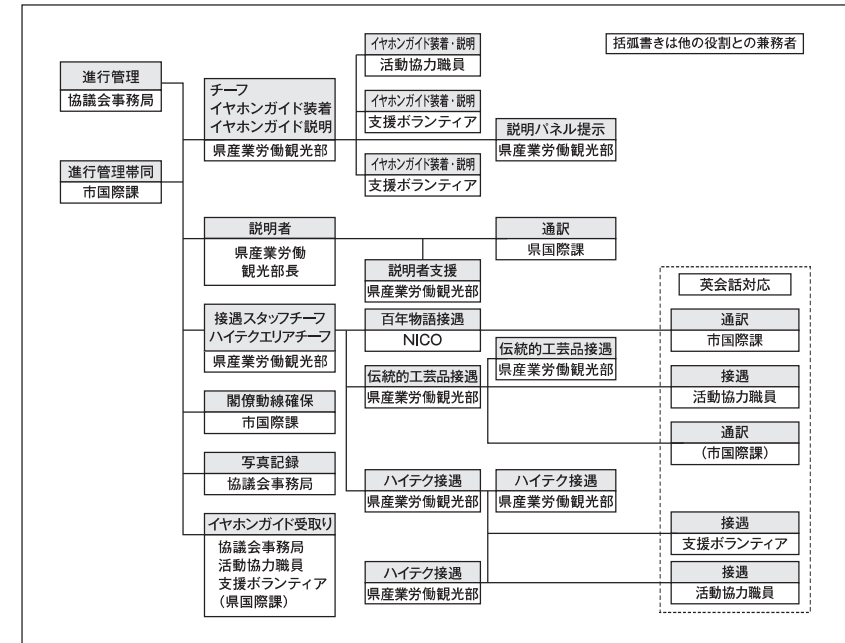 括弧書きは他の役割との兼務者
進行管理
協議会事務局
進行管理帯同
市国際課
チーフ
イヤホンガイド装着
イヤホンガイド説明
県産業労働観光部
イヤホンガイド装着・説明
活動協力職員
イヤホンガイド装着・説明
支援ボランティア
イヤホンガイド装着・説明
支援ボランティア
説明パネル提示
県産業労働観光部
説明者
県産業労働
観光部長
説明者支援
県産業労働観光部
通訳
県国際課
接遇スタッフチーフ
ハイテクエリアチーフ
県産業労働観光部
百年物語接遇
NICO
伝統的工芸品接遇
県産業労働観光部
伝統的工芸品接遇
県産業労働観光部
英会話対応
通訳
市国際課
接遇
活動協力職員
通訳
(市国際課)
閣僚動線確保
市国際課
写真記録
協議会事務局
ハイテク接遇
県産業労働観光部
ハイテク接遇
県産業労働観光部
接遇
支援ボランティア
イヤホンガイド受取り
協議会事務局
活動協力職員
支援ボランティア
(県国際課)
ハイテク接遇
県産業労働観光部
接遇
活動協力職員